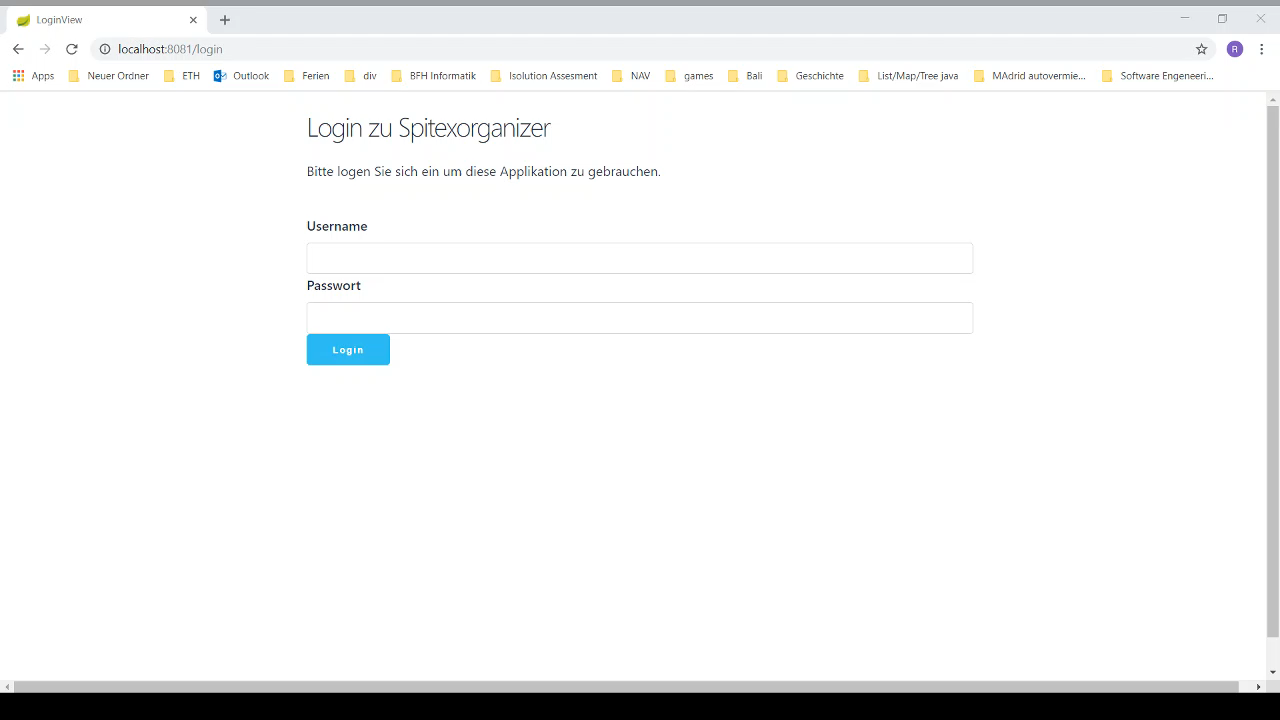 LoginView
localhost:8081/login
R
Apps Neuer Ordner ETH Outlook Ferien div BFH Informatik Isolution Assesment NAV games Bali Geschichte List/Map/Tree java MAdrid autovermie... Software Engeneeri...
Login zu Spitexorganizer
Bitte logen Sie sich ein um diese Applikation zu gebrauchen.
Username
Passwort
Login